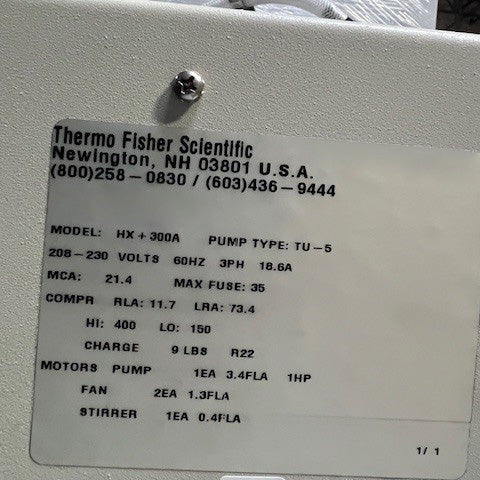 Thermo Fisher Scientific
Newington, NH 03801 U.S.A.
(800)258-0830 / (603)436-9444
MODEL: HX+300A PUMP TYPE: TU-5
208-230 VOLTS 60HZ 3PH 18.6A
MCA: 21.4 MAX FUSE: 35
COMPR RLA: 11.7 LRA: 73.4
HI: 400 LO: 150
CHARGE 9 LBS R22
MOTORS PUMP 1EA 3.4FLA 1HP
FAN 2EA 1.3FLA
STIRRER 1EA 0.4FLA
1/ 1